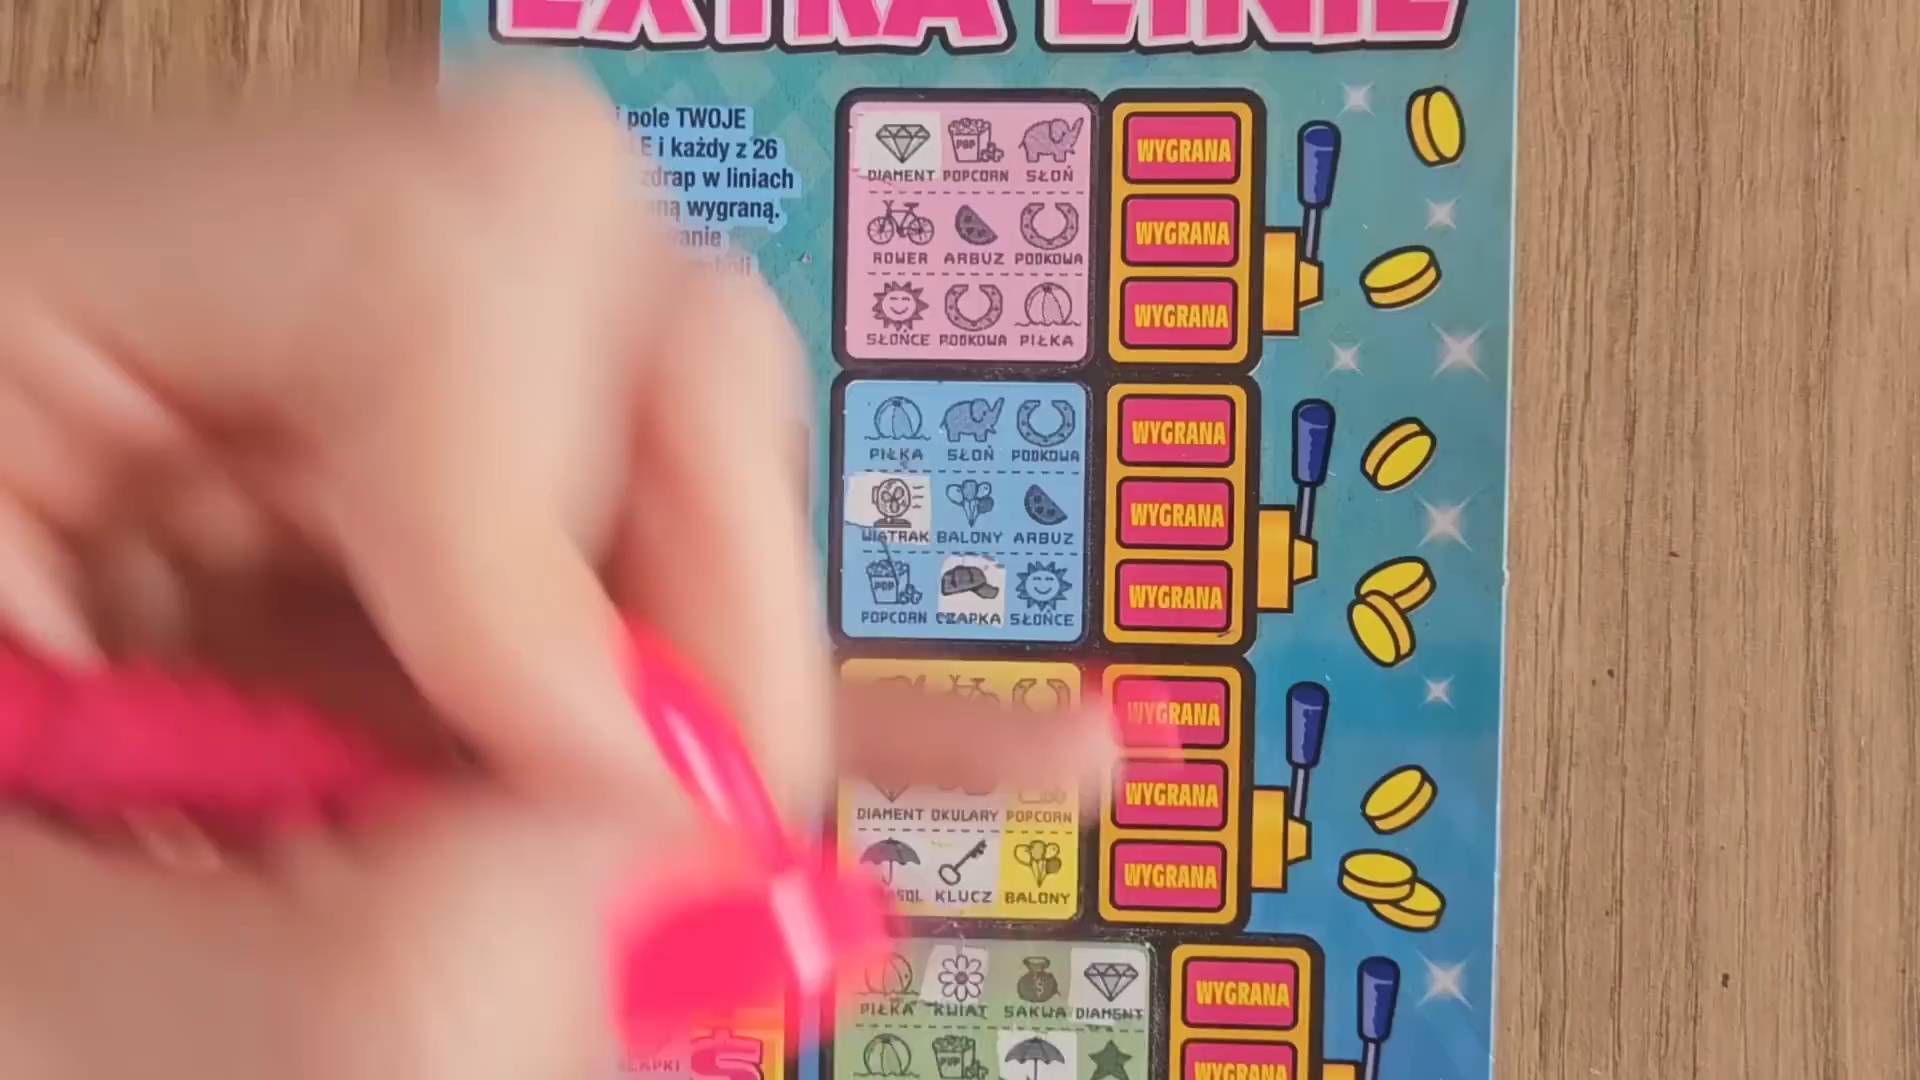 EXTRA LINIE
pole TWOJE
i każdy z 26
zdrap w liniach
wygraną.
DIAMENT POPCORN SŁOŃ
WYGRANA
ROWER ARBUZ PODKOWA
WYGRANA
SŁOŃCE PODKOWA PIŁKA
WYGRANA
PIŁKA SŁOŃ PODKOWA
WYGRANA
WIATRAK BALONY ARBUZ
WYGRANA
POPCORN CZAPKA SŁOŃCE
WYGRANA
WYGRANA
DIAMENT OKULARY POPCORN
WYGRANA
KLUCZ BALONY
WYGRANA
PIŁKA KWIAT SAKWA DIAMENT
WYGRANA
WYGRANA